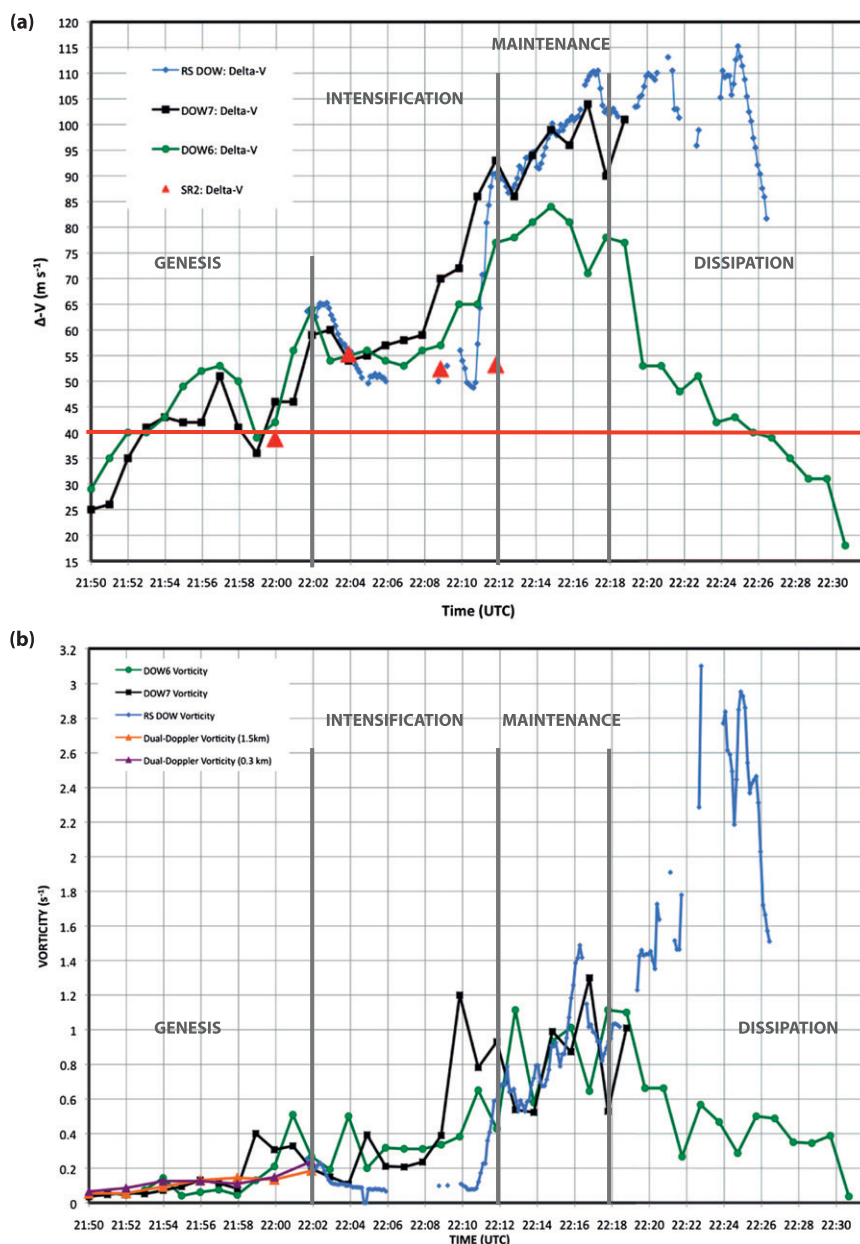 (a)
120
115
110
105
100
95
90
85
80
75
70
65
60
55
50
45
40
35
30
25
20
15
Δ-V (m s⁻¹)
RS DOW: Delta-V
DOW7: Delta-V
DOW6: Delta-V
SR2: Delta-V
MAINTENANCE
INTENSIFICATION
GENESIS
DISSIPATION
21:50 21:52 21:53 21:54 21:56 21:57 21:58 22:00 22:02 22:04 22:06 22:08 22:10 22:12 22:14 22:16 22:18 22:20 22:22 22:24 22:26 22:28 22:30
Time (UTC)
(b)
3.2
3
2.8
2.6
2.4
2.2
2
1.8
1.6
1.4
1.2
1
0.8
0.6
0.4
0.2
0
VORTICITY (s⁻¹)
DOW6 Vorticity
DOW7 Vorticity
RS DOW Vorticity
Dual-Doppler Vorticity (1.5km)
Dual-Doppler Vorticity (0.3 km)
INTENSIFICATION MAINTENANCE
GENESIS
DISSIPATION
21:50 21:52 21:54 21:56 21:58 22:00 22:02 22:04 22:06 22:08 22:10 22:12 22:14 22:16 22:18 22:20 22:22 22:24 22:26 22:28 22:30
TIME (UTC)